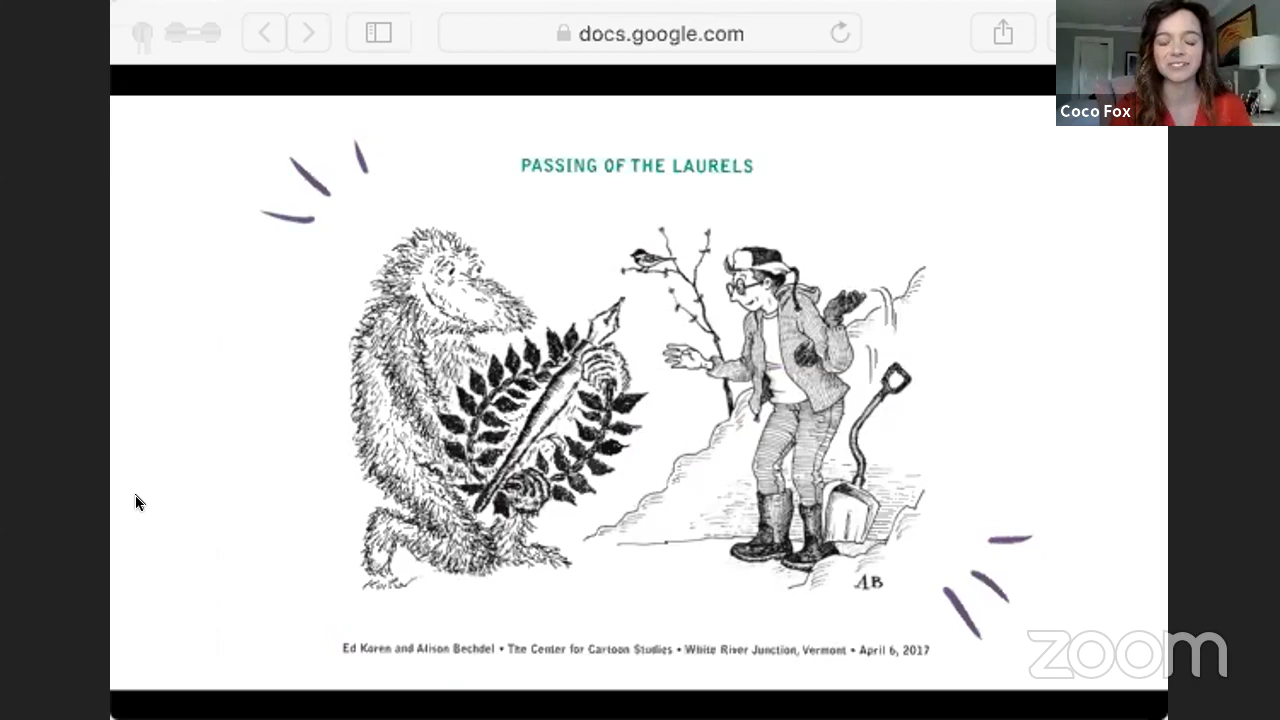 docs.google.com
Coco Fox
PASSING OF THE LAURELS
Koren
AB
Ed Koren and Alison Bechdel • The Center for Cartoon Studies • White River Junction, Vermont • April 6, 2017
zoom